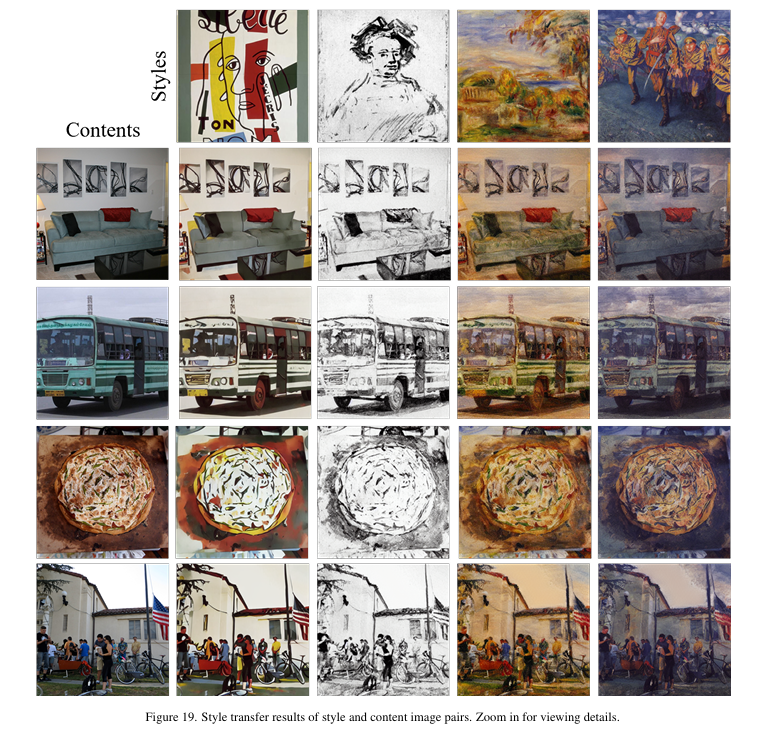 Styles
Contents
TON
Figure 19. Style transfer results of style and content image pairs. Zoom in for viewing details.